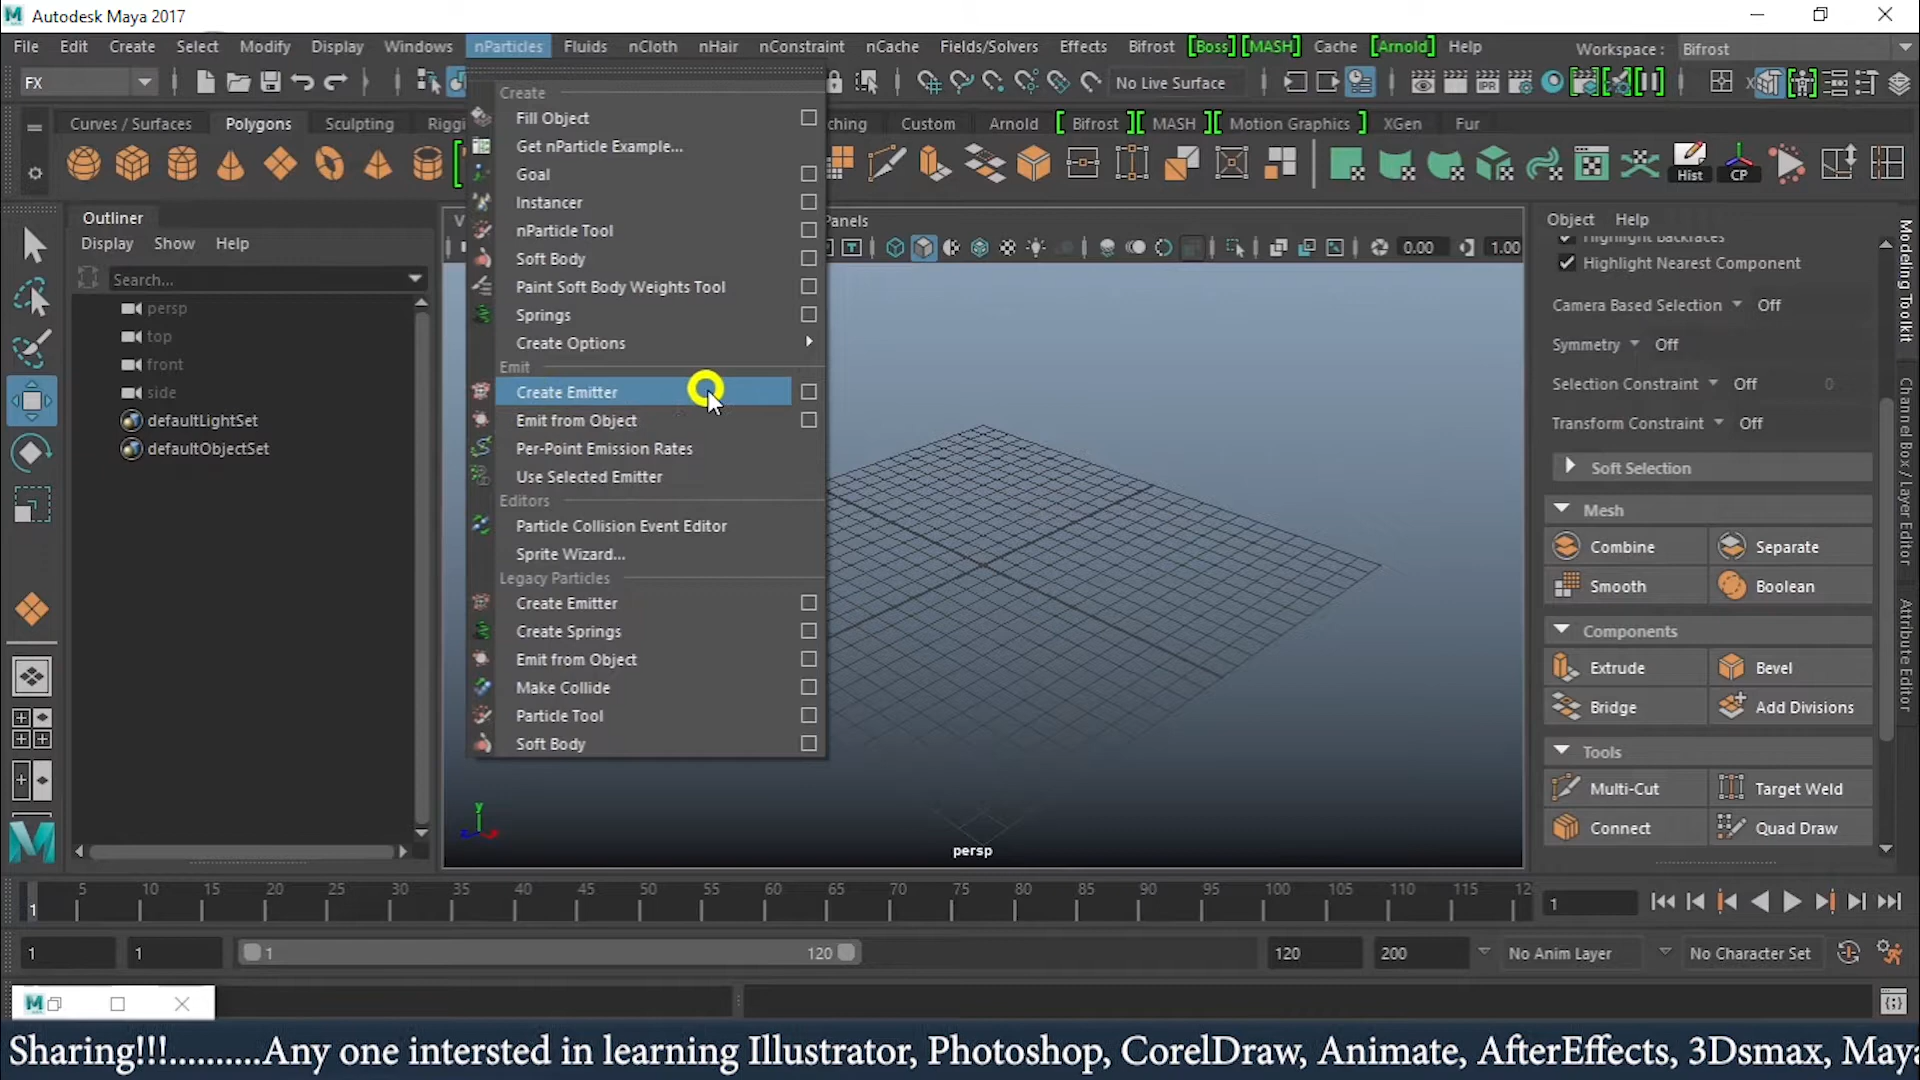 Autodesk Maya 2017
File Edit Create Select Modify Display Windows nParticles Fluids nCloth nHair nConstraint nCache Fields/Solvers Effects Bifrost [Boss] [MASH] Cache [Arnold] Help Workspace : Bifrost
FX No Live Surface IPR
Curves / Surfaces Polygons Sculpting Riggi ching Custom Arnold [ Bifrost ][ MASH ][ Motion Graphics ] XGen Fur
Hist CP
Create
Fill Object
Get nParticle Example...
Goal
Instancer
nParticle Tool
Soft Body
Paint Soft Body Weights Tool
Springs
Create Options
Emit
Create Emitter
Emit from Object
Per-Point Emission Rates
Use Selected Emitter
Editors
Particle Collision Event Editor
Sprite Wizard...
Legacy Particles
Create Emitter
Create Springs
Emit from Object
Make Collide
Particle Tool
Soft Body
Outliner
Display Show Help
Search...
persp
top
front
side
defaultLightSet
defaultObjectSet
V Panels
0.00 1.00
y
persp
Object Help
Highlight Backfaces
Highlight Nearest Component
Camera Based Selection Off
Symmetry Off
Selection Constraint Off 0
Transform Constraint Off
Soft Selection
Mesh
Combine Separate
Smooth Boolean
Components
Extrude Bevel
Bridge Add Divisions
Tools
Multi-Cut Target Weld
Connect Quad Draw
Modeling Toolkit
Channel Box / Layer Editor
Attribute Editor
5 10 15 20 25 30 35 40 45 50 55 60 65 70 75 80 85 90 95 100 105 110 115 12
1 1
1 1 1 120 120 200 No Anim Layer No Character Set
Sharing!!!..........Any one intersted in learning Illustrator, Photoshop, CorelDraw, Animate, AfterEffects, 3Dsmax, Maya